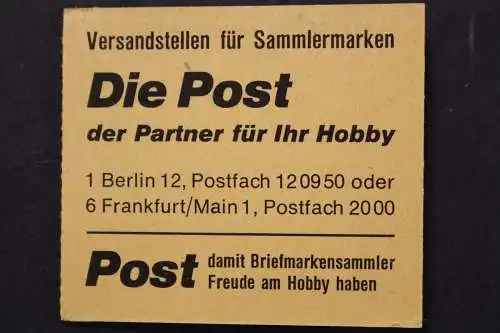 Versandstellen für Sammlermarken
Die Post
der Partner für Ihr Hobby
1 Berlin 12, Postfach 120950 oder
6 Frankfurt/Main 1, Postfach 2000
Post
damit Briefmarkensammler
Freude am Hobby haben